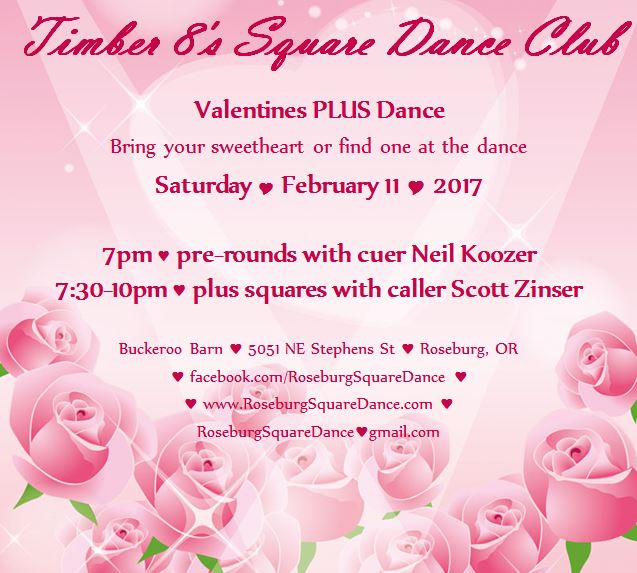 Timber 8's Square Dance Club
Valentines PLUS Dance
Bring your sweetheart or find one at the dance
Saturday ♥ February 11 ♥ 2017
7pm ♥ pre-rounds with cuer Neil Koozer
7:30-10pm ♥ plus squares with caller Scott Zinser
Buckeroo Barn ♥ 5051 NE Stephens St ♥ Roseburg, OR
♥ facebook.com/RoseburgSquareDance ♥
♥ www.RoseburgSquareDance.com ♥
RoseburgSquareDance♥gmail.com